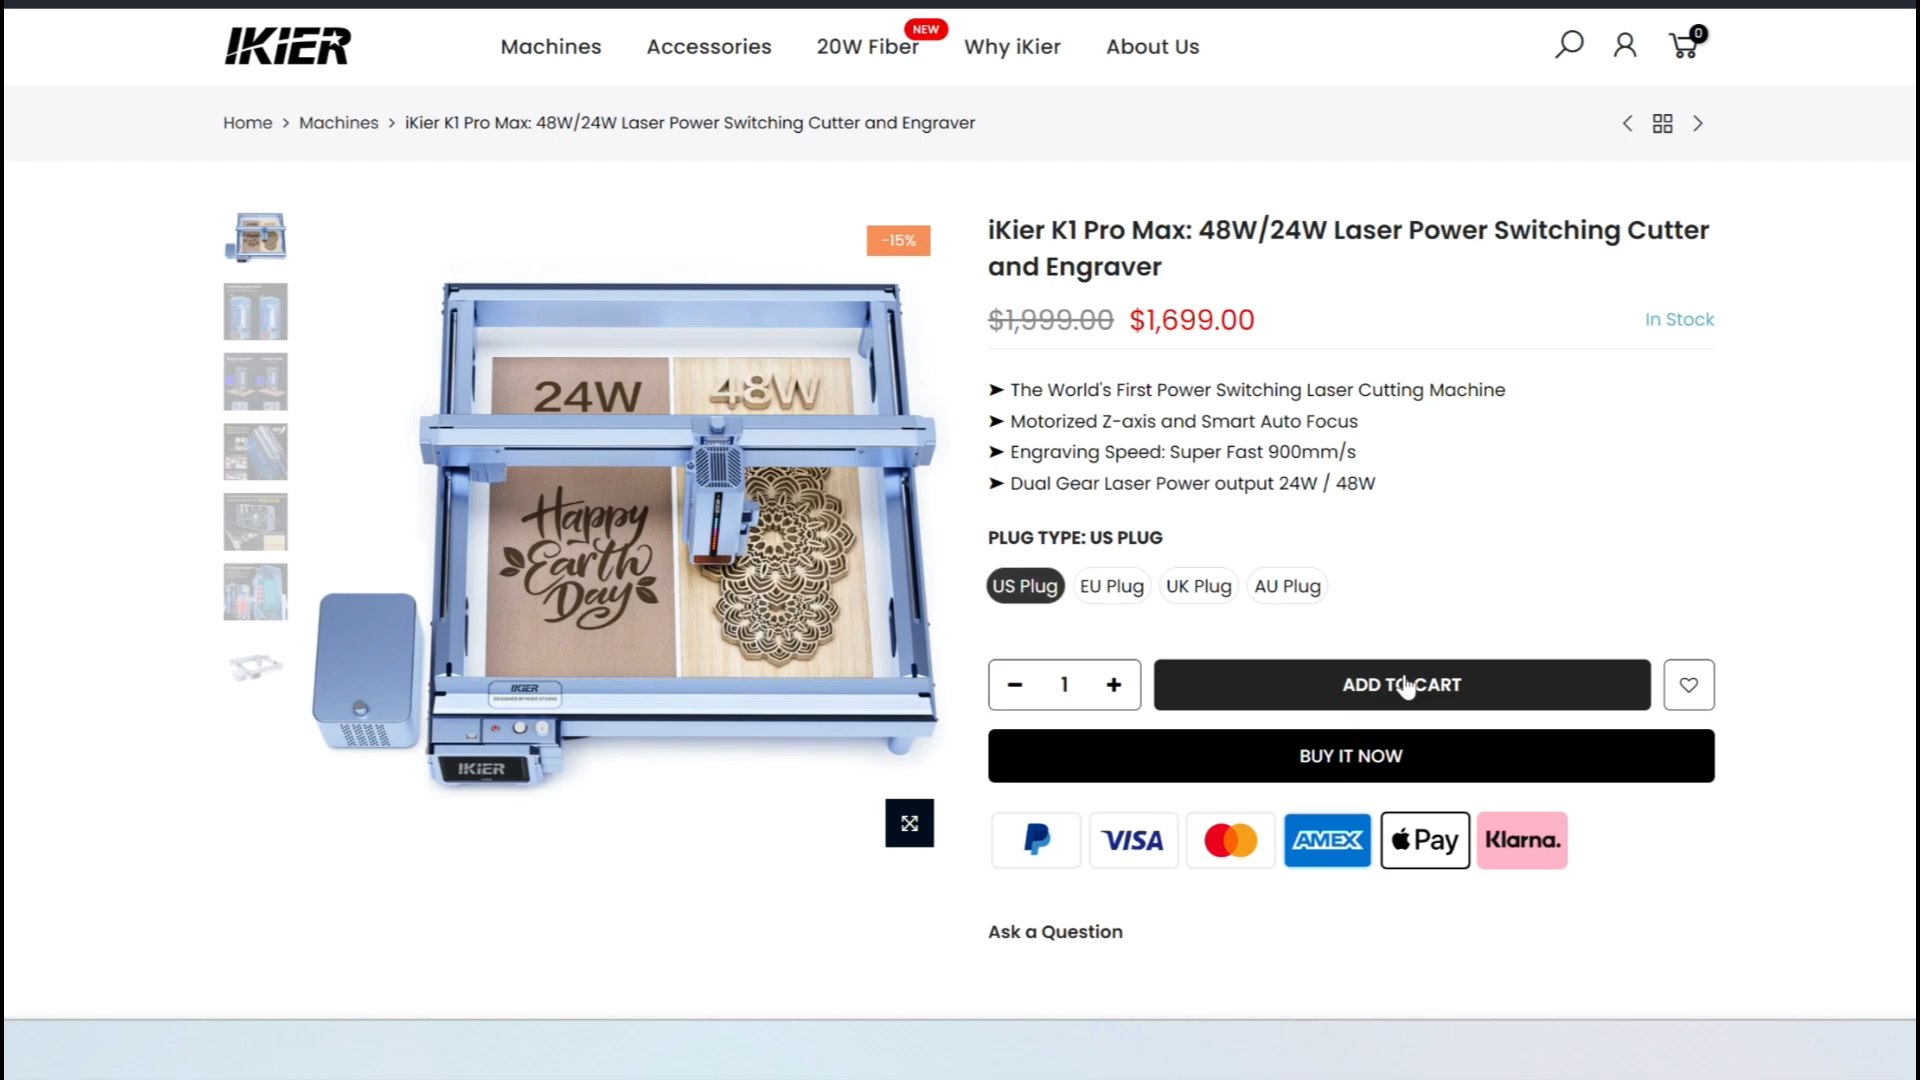 IKIER
Machines
Accessories
20W Fiber
NEW
Why iKier
About Us
0
Home > Machines > iKier K1 Pro Max: 48W/24W Laser Power Switching Cutter and Engraver
-15%
24W
48W
Happy
Earth
Day
IKIER
IKIER
iKier K1 Pro Max: 48W/24W Laser Power Switching Cutter
and Engraver
$1,999.00 $1,699.00
In Stock
➤ The World's First Power Switching Laser Cutting Machine
➤ Motorized Z-axis and Smart Auto Focus
➤ Engraving Speed: Super Fast 900mm/s
➤ Dual Gear Laser Power output 24W / 48W
PLUG TYPE: US PLUG
US Plug
EU Plug
UK Plug
AU Plug
− 1 +
ADD TO CART
BUY IT NOW
VISA
AMEX
Pay
Klarna.
Ask a Question